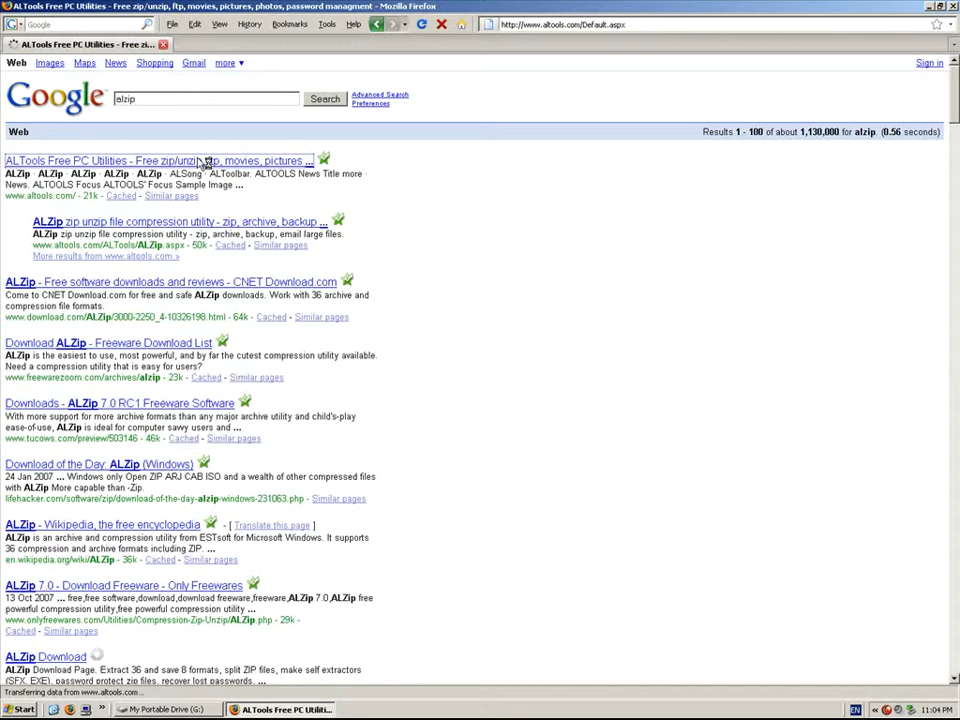 ALTools Free PC Utilities - Free zip/unzip, ftp, movies, pictures, photos, password managment - Mozilla Firefox
Google File Edit View History Bookmarks Tools Help http://www.altools.com/Default.aspx
ALTools Free PC Utilities - Free zi...
Web Images Maps News Shopping Gmail more ▼ Sign in
Google alzip Search Advanced Search
Preferences
Web Results 1 - 100 of about 1,130,000 for alzip. (0.56 seconds)
ALTools Free PC Utilities - Free zip/unzip, ftp, movies, pictures ...
ALZip · ALZip · ALZip · ALZip · ALZip · ALSong · ALToolbar. ALTOOLS News Title more ·
News. ALTOOLS Focus ALTOOLS' Focus Sample Image ...
www.altools.com/ - 21k - Cached - Similar pages
ALZip zip unzip file compression utility - zip, archive, backup ...
ALZip zip unzip file compression utility - zip, archive, backup, email large files.
www.altools.com/ALTools/ALZip.aspx - 50k - Cached - Similar pages
More results from www.altools.com »
ALZip - Free software downloads and reviews - CNET Download.com
Come to CNET Download.com for free and safe ALZip downloads. Work with 36 archive and
compression file formats.
www.download.com/ALZip/3000-2250_4-10326198.html - 64k - Cached - Similar pages
Download ALZip - Freeware Download List
ALZip is the easiest to use, most powerful, and by far the cutest compression utility available.
Need a compression utility that is easy for users?
www.freewarezoom.com/archives/alzip - 23k - Cached - Similar pages
Downloads - ALZip 7.0 RC1 Freeware Software
With more support for more archive formats than any major archive utility and child's-play
ease-of-use, ALZip is ideal for computer savvy users and ...
www.tucows.com/preview/503146 - 46k - Cached - Similar pages
Download of the Day: ALZip (Windows)
24 Jan 2007 ... Windows only Open ZIP ARJ CAB ISO and a wealth of other compressed files
with ALZip More capable than -Zip.
lifehacker.com/software/zip/download-of-the-day-alzip-windows-231063.php - Similar pages
ALZip - Wikipedia, the free encyclopedia - [ Translate this page ]
ALZip is an archive and compression utility from ESTsoft for Microsoft Windows. It supports
36 compression and archive formats including ZIP. ...
en.wikipedia.org/wiki/ALZip - 36k - Cached - Similar pages
ALZip 7.0 - Download Freeware - Only Freewares
13 Oct 2007 ... free,free software,download,download freeware,freeware,ALZip 7.0,ALZip free
powerful compression utility,free powerful compression utility ...
www.onlyfreewares.com/Utilities/Compression-Zip-Unzip/ALZip.php - 29k -
Cached - Similar pages
ALZip Download
ALZip Download Page. Extract 36 and save 8 formats, split ZIP files, make self extractors
(SFX, EXE), password protect zip files, recover lost passwords. ...
Transferring data from www.altools.com...
Start » My Portable Drive (G:) ALTools Free PC Utiliti... EN « 11:04 PM